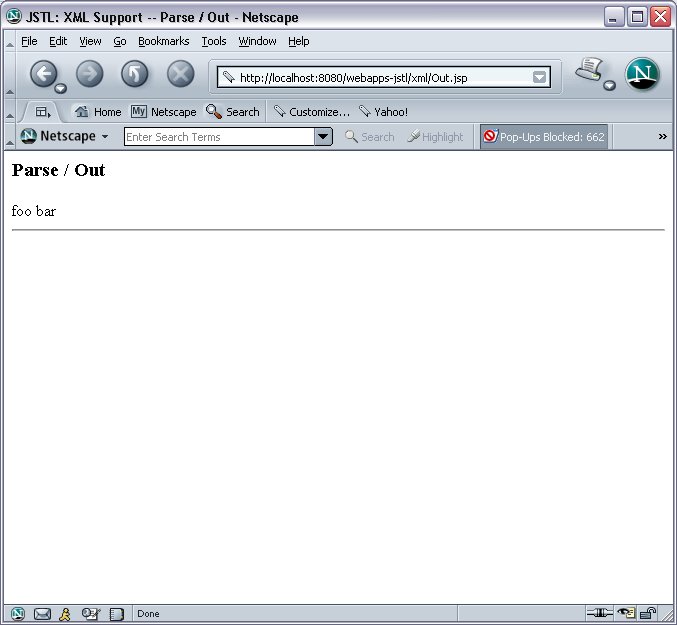 JSTL: XML Support -- Parse / Out - Netscape
File Edit View Go Bookmarks Tools Window Help
http://localhost:8080/webapps-jstl/xml/Out.jsp
N
Home My Netscape Search Customize... Yahoo!
N Netscape Enter Search Terms Search Highlight Pop-Ups Blocked: 662 »
Parse / Out
foo bar
Done